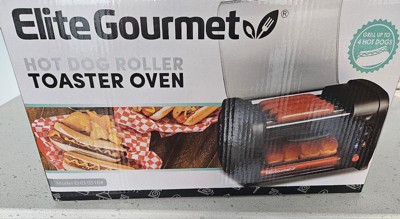 Elite Gourmet®
GRILL UP TO
4 HOT DOGS
HOT DOG ROLLER
TOASTER OVEN